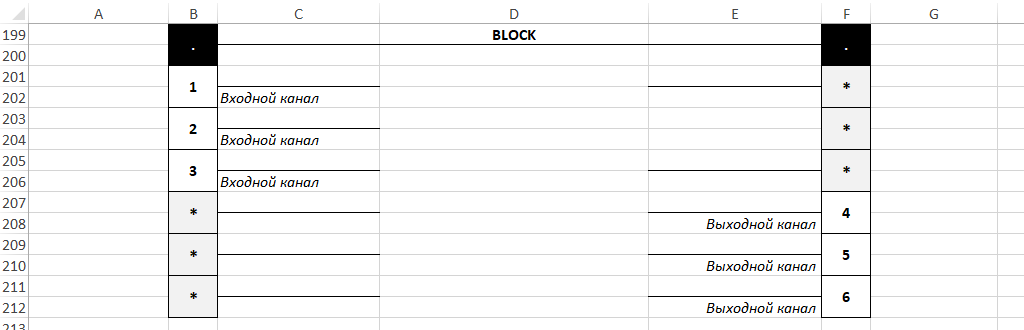 A B C D E F G
199 BLOCK
. .
200
201
1 *
202 Входной канал
203
2 *
204 Входной канал
205
3 *
206 Входной канал
207
* 4
208 Выходной канал
209
* 5
210 Выходной канал
211
* 6
212 Выходной канал
213